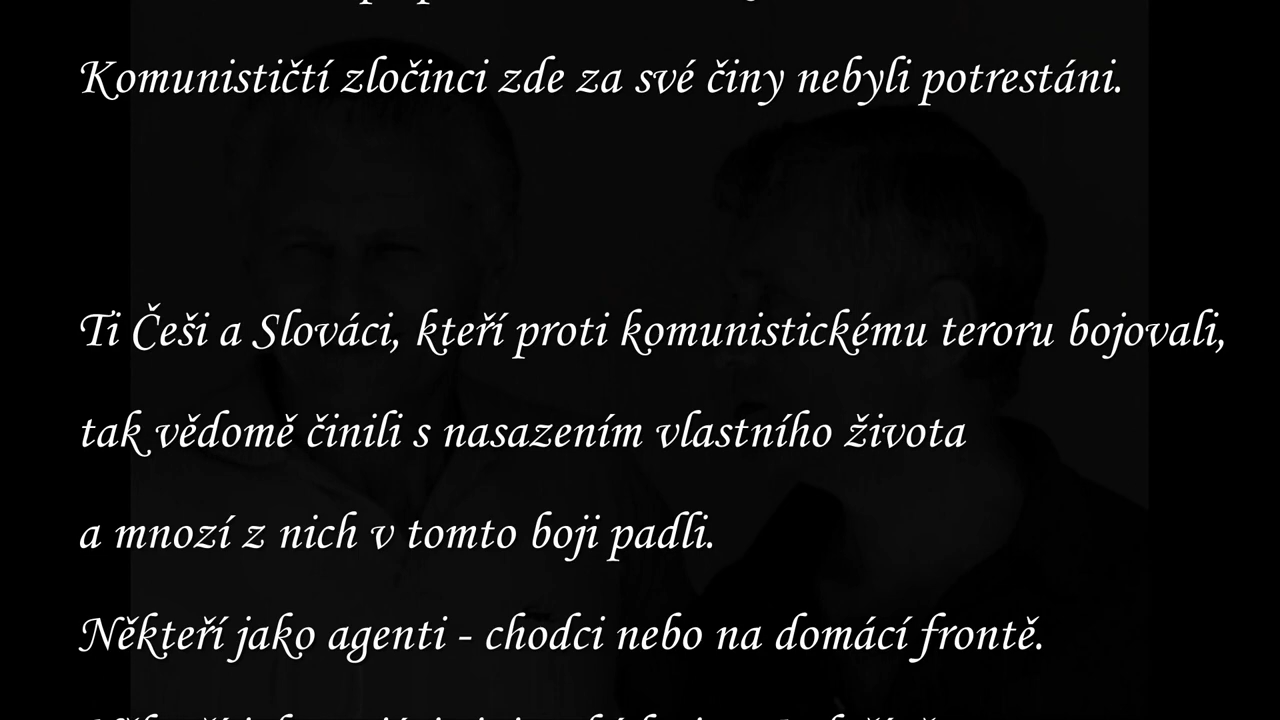 Komunističtí zločinci zde za své činy nebyli potrestáni.
Ti Češi a Slováci, kteří proti komunistickému teroru bojovali,
tak vědomě činili s nasazením vlastního života
a mnozí z nich v tomto boji padli.
Někteří jako agenti - chodci nebo na domácí frontě.